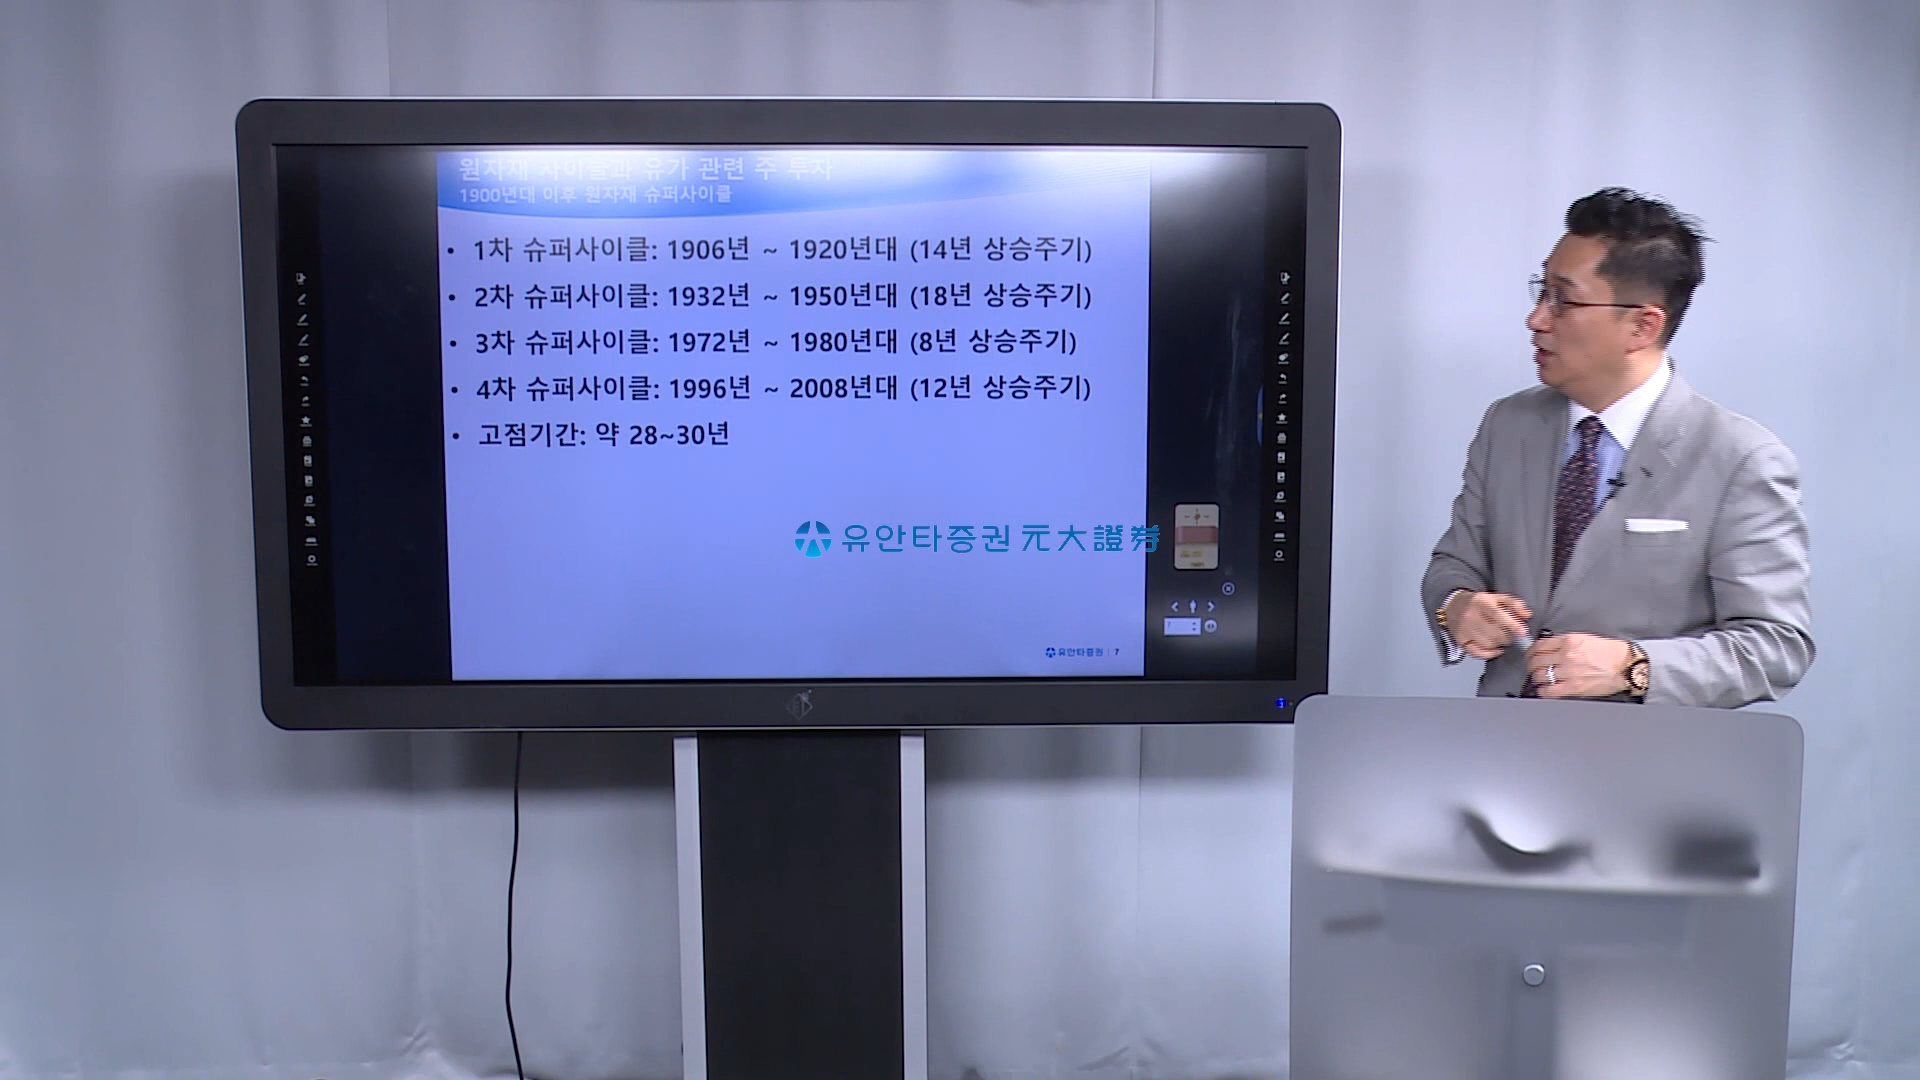 원자재 사이클과 유가 관련 주 투자
1900년대 이후 원자재 슈퍼사이클
• 1차 슈퍼사이클: 1906년 ~ 1920년대 (14년 상승주기)
• 2차 슈퍼사이클: 1932년 ~ 1950년대 (18년 상승주기)
• 3차 슈퍼사이클: 1972년 ~ 1980년대 (8년 상승주기)
• 4차 슈퍼사이클: 1996년 ~ 2008년대 (12년 상승주기)
• 고점기간: 약 28~30년
유안타증권 元大證券
유안타증권 | 7